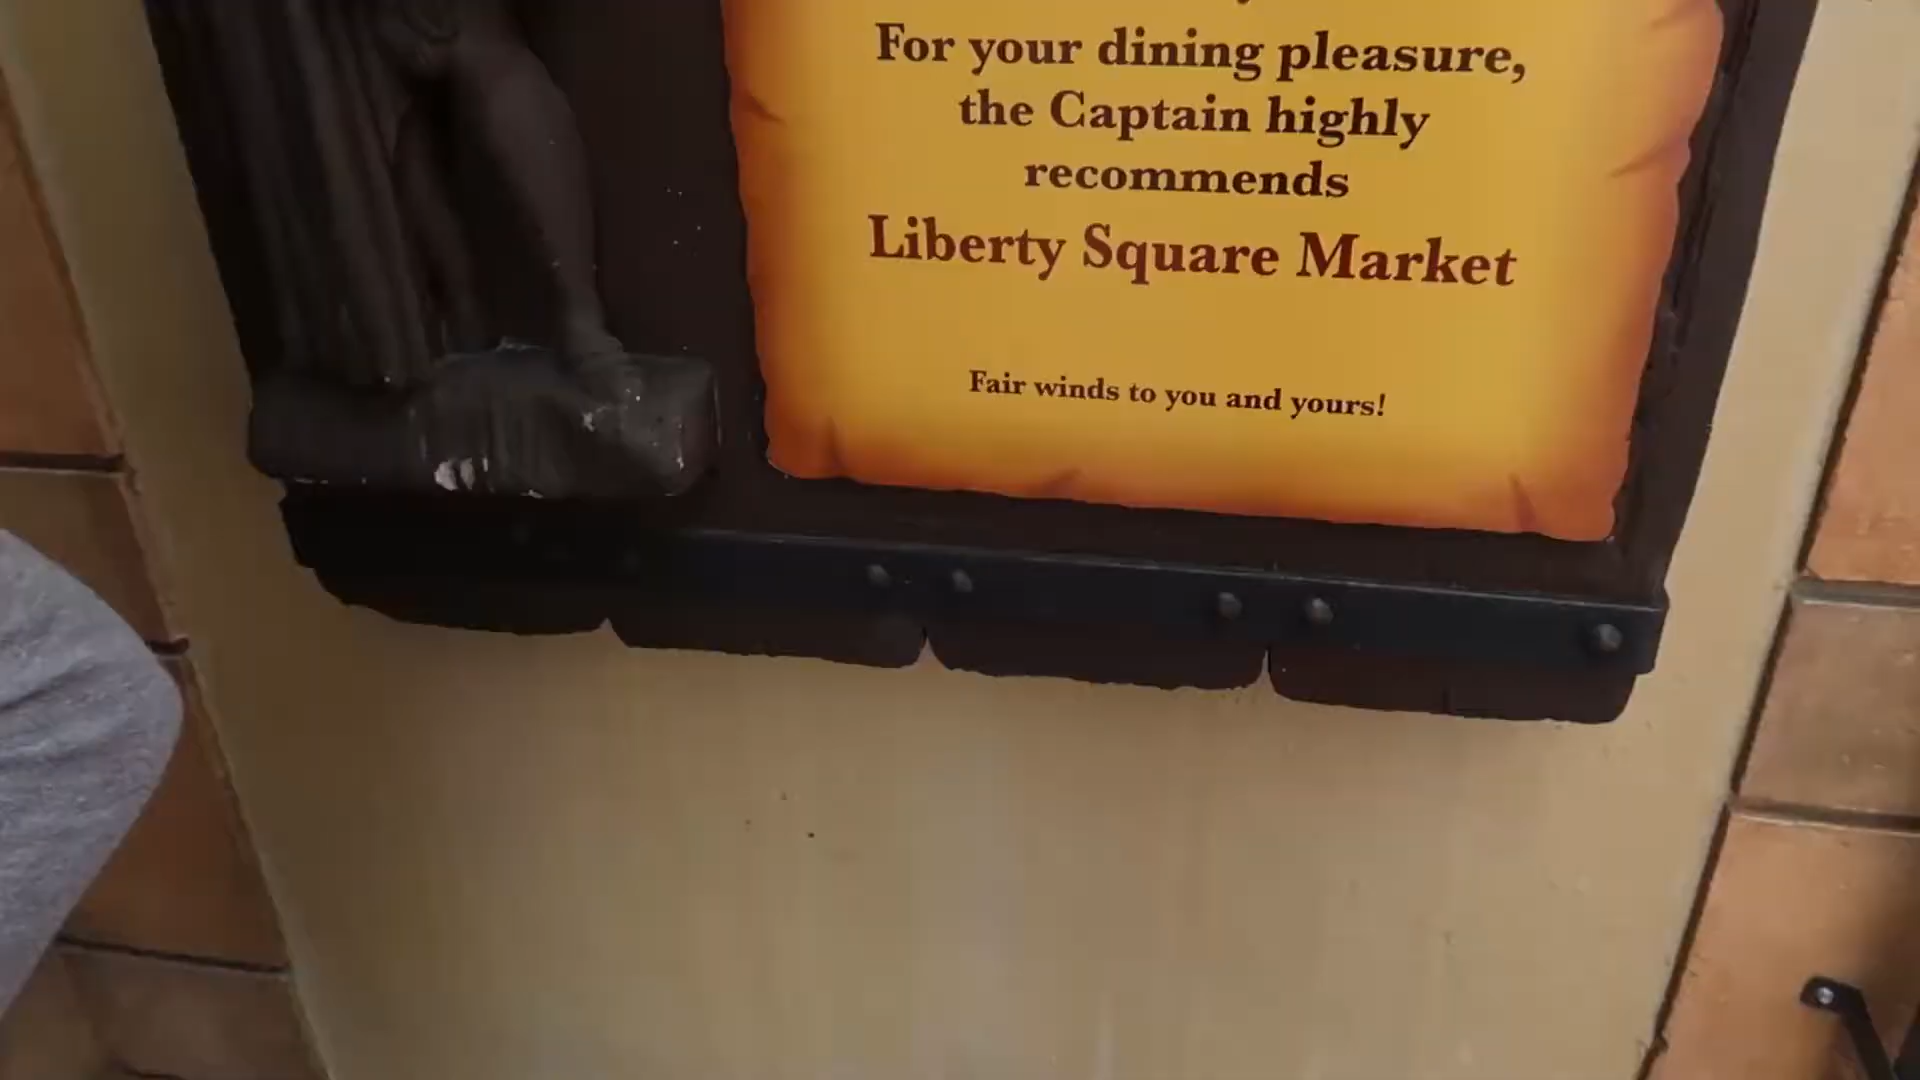 For your dining pleasure,
the Captain highly
recommends
Liberty Square Market
Fair winds to you and yours!